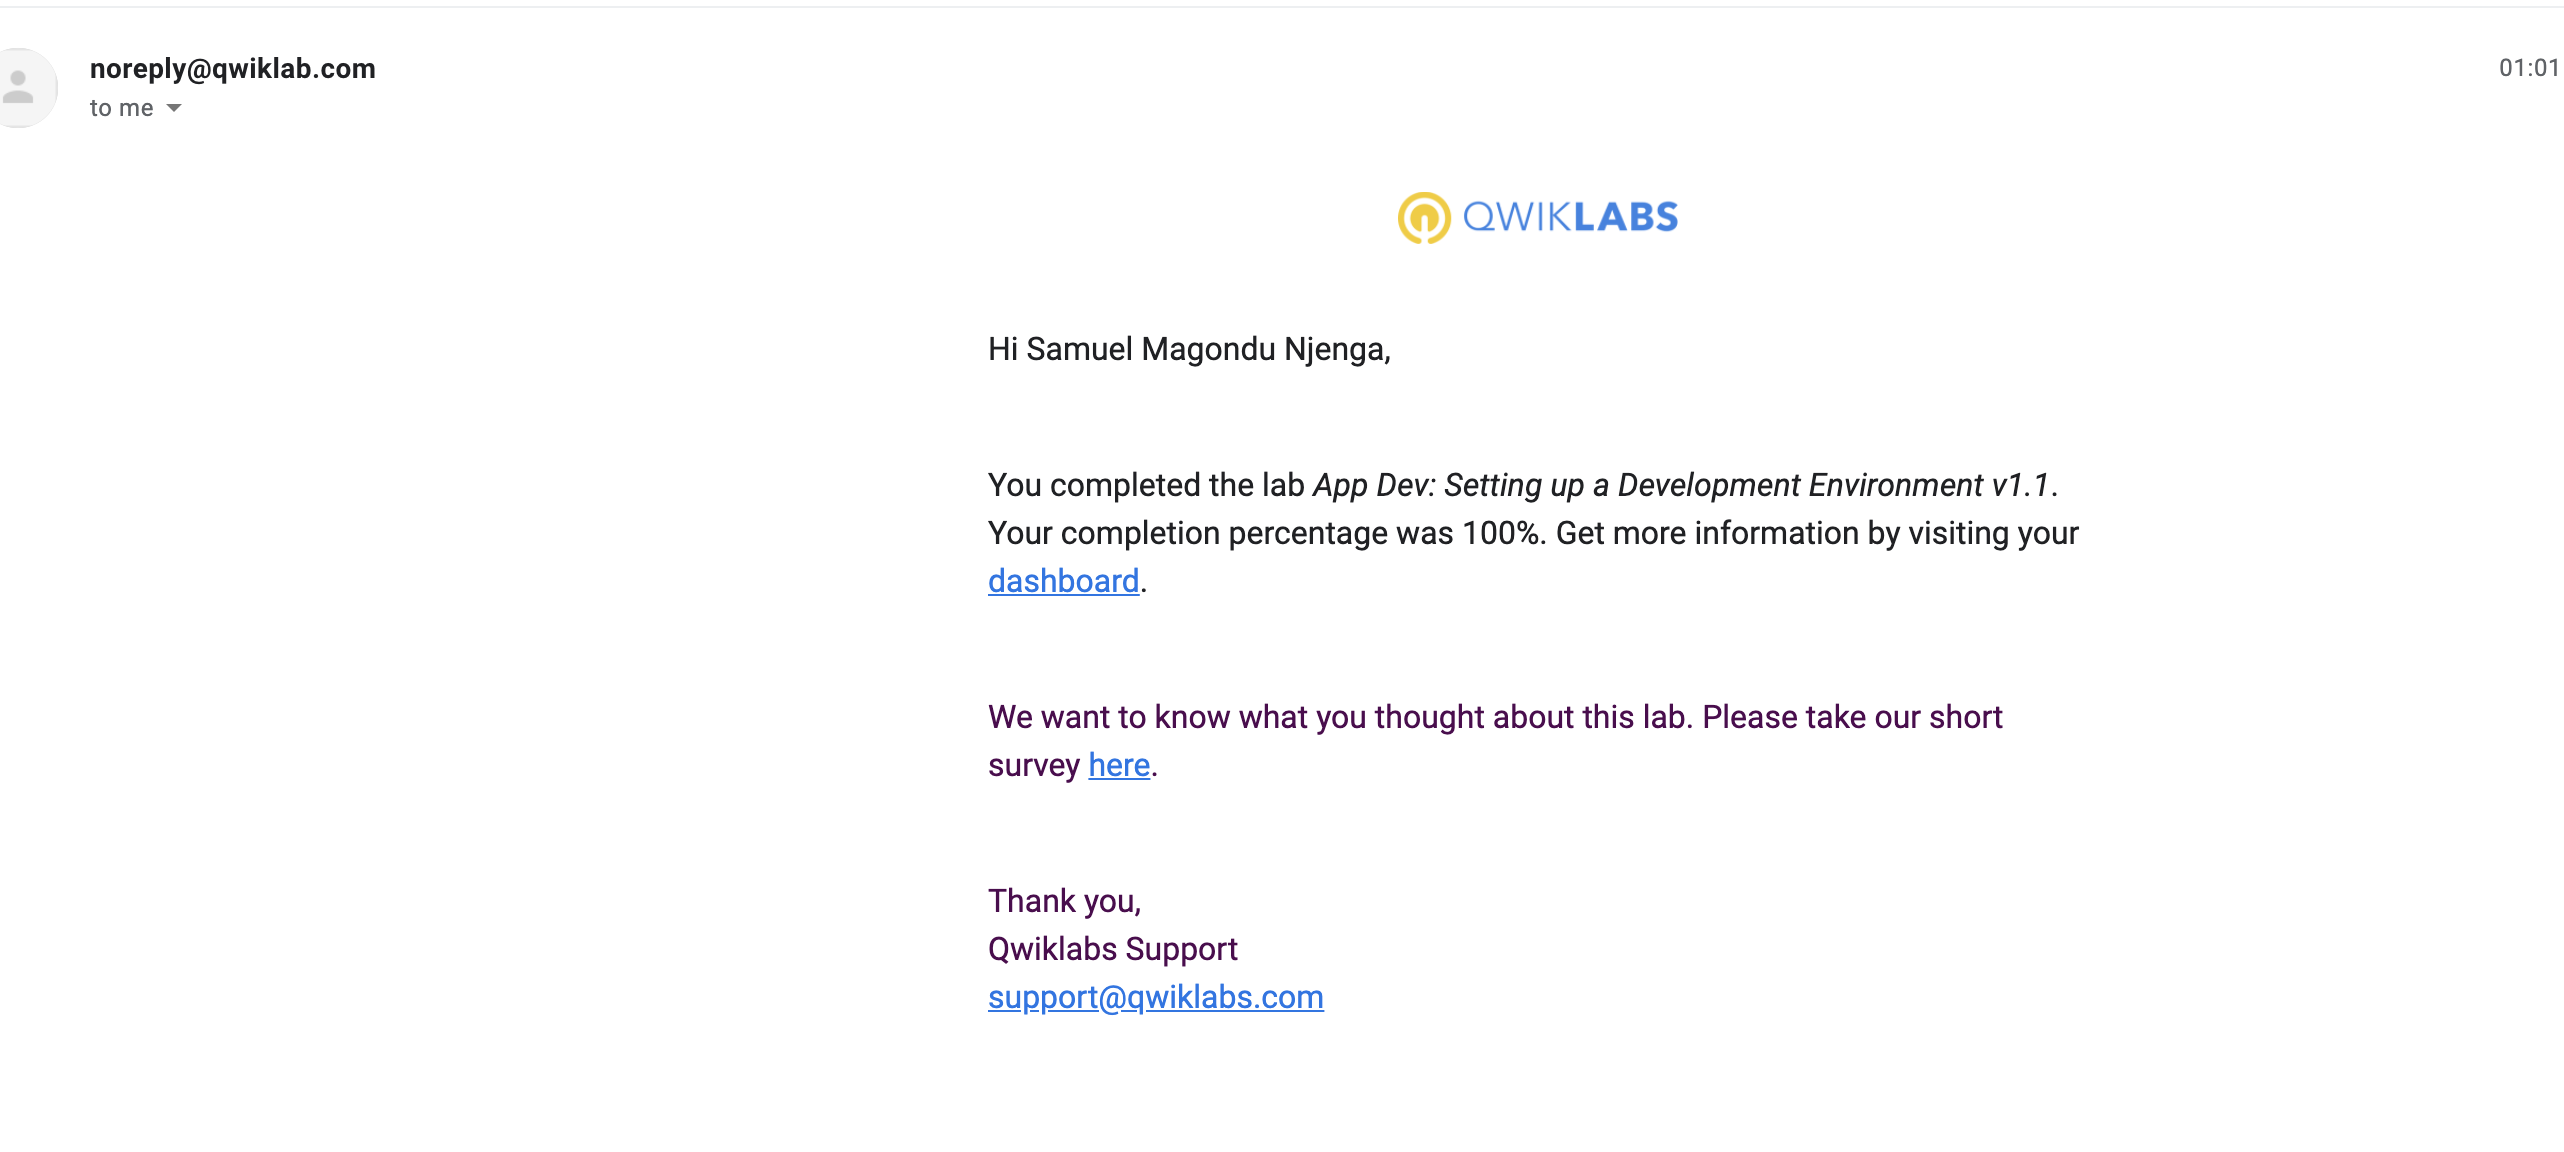 noreply@qwiklab.com
01:01
to me
QWIKLABS
Hi Samuel Magondu Njenga,
You completed the lab App Dev: Setting up a Development Environment v1.1.
Your completion percentage was 100%. Get more information by visiting your
dashboard.
We want to know what you thought about this lab. Please take our short
survey here.
Thank you,
Qwiklabs Support
support@qwiklabs.com